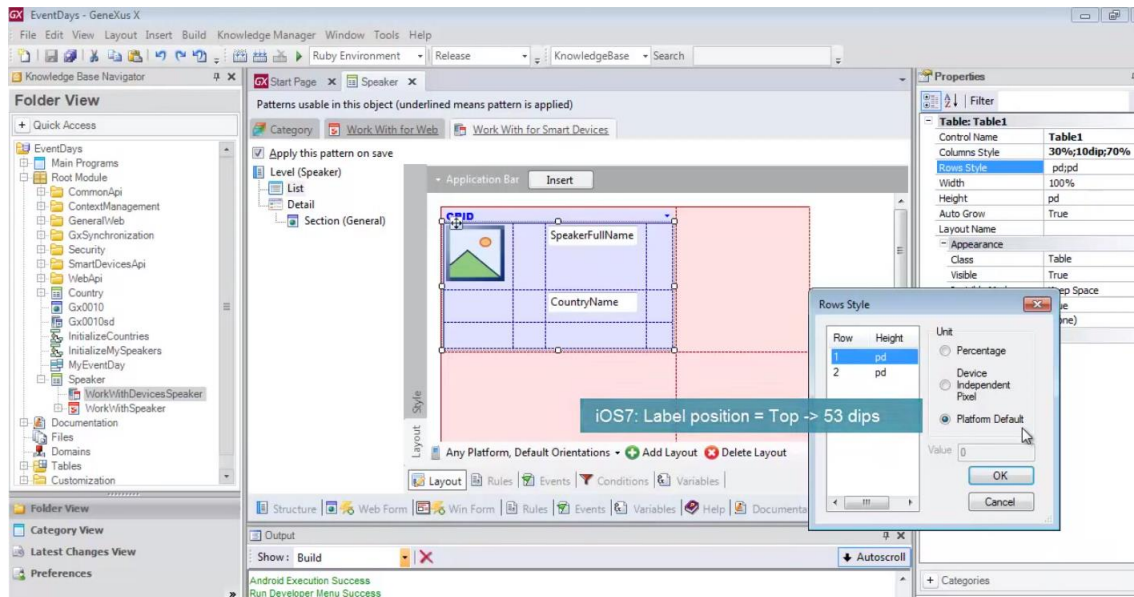 EventDays - GeneXus X
File Edit View Layout Insert Build Knowledge Manager Window Tools Help
Ruby Environment Release KnowledgeBase Search
Knowledge Base Navigator
Folder View
Quick Access
EventDays
Main Programs
Root Module
CommonApi
ContextManagement
GeneralWeb
GxSynchronization
Security
SmartDevicesApi
WebApi
Country
Gx0010
Gx0010sd
InitializeCountries
InitializeMySpeakers
MyEventDay
Speaker
WorkWithDevicesSpeaker
WorkWithSpeaker
Documentation
Files
Domains
Tables
Customization
Folder View
Category View
Latest Changes View
Preferences
Start Page Speaker
Patterns usable in this object (underlined means pattern is applied)
Category Work With for Web Work With for Smart Devices
Apply this pattern on save
Level (Speaker)
List
Detail
Section (General)
Application Bar Insert
SpeakerFullName
CountryName
Style
Layout
Any Platform, Default Orientations Add Layout Delete Layout
Layout Rules Events Conditions Variables
Structure Web Form Win Form Rules Events Variables Help Documenta
Output
Show: Build Autoscroll
Android Execution Success
Run Developer Menu Success
Properties
Filter
Table: Table1
Control Name Table1
Columns Style 30%;10dip;70%
Rows Style pd;pd
Width 100%
Height pd
Auto Grow True
Layout Name
Appearance
Class Table
Visible True
Keep Space
Rows Style
Row Height
1 pd
2 pd
Unit
Percentage
Device Independent Pixel
Platform Default
Value 0
OK
Cancel
iOS7: Label position = Top -> 53 dips
Categories